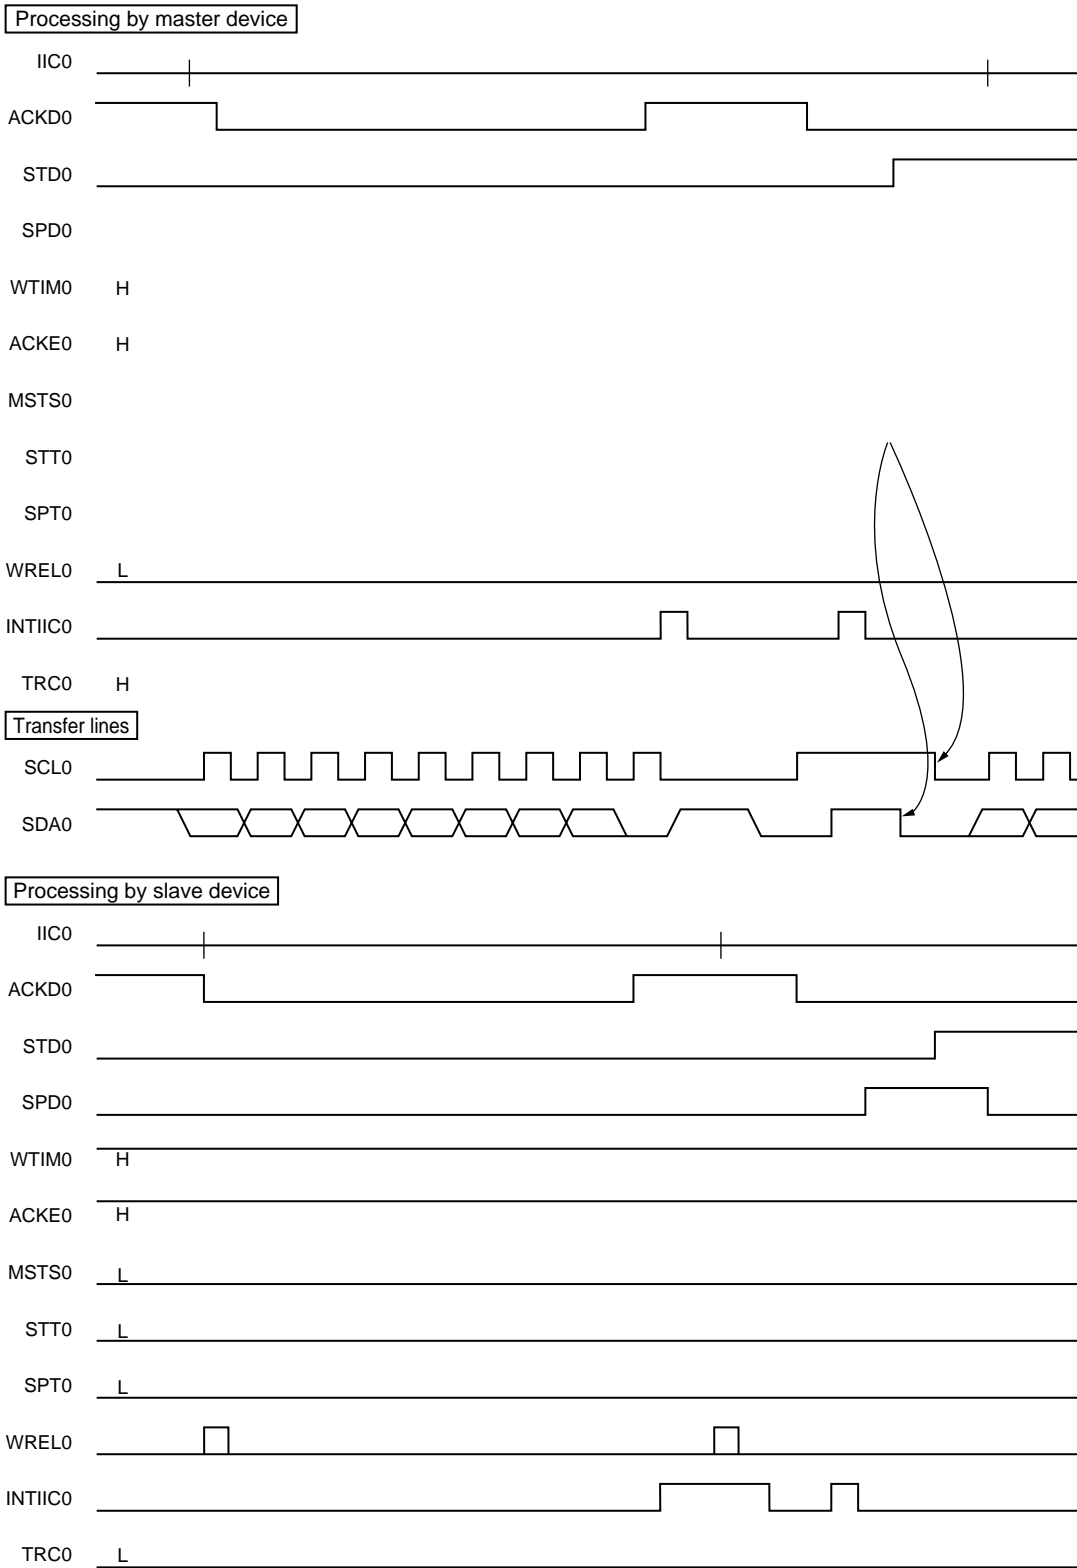 Processing by master device
IIC0
ACKD0
STD0
SPD0
WTIM0 H
ACKE0 H
MSTS0
STT0
SPT0
WREL0 L
INTIIC0
TRC0 H
Transfer lines
SCL0
SDA0
Processing by slave device
IIC0
ACKD0
STD0
SPD0
WTIM0 H
ACKE0 H
MSTS0 L
STT0 L
SPT0 L
WREL0
INTIIC0
TRC0 L